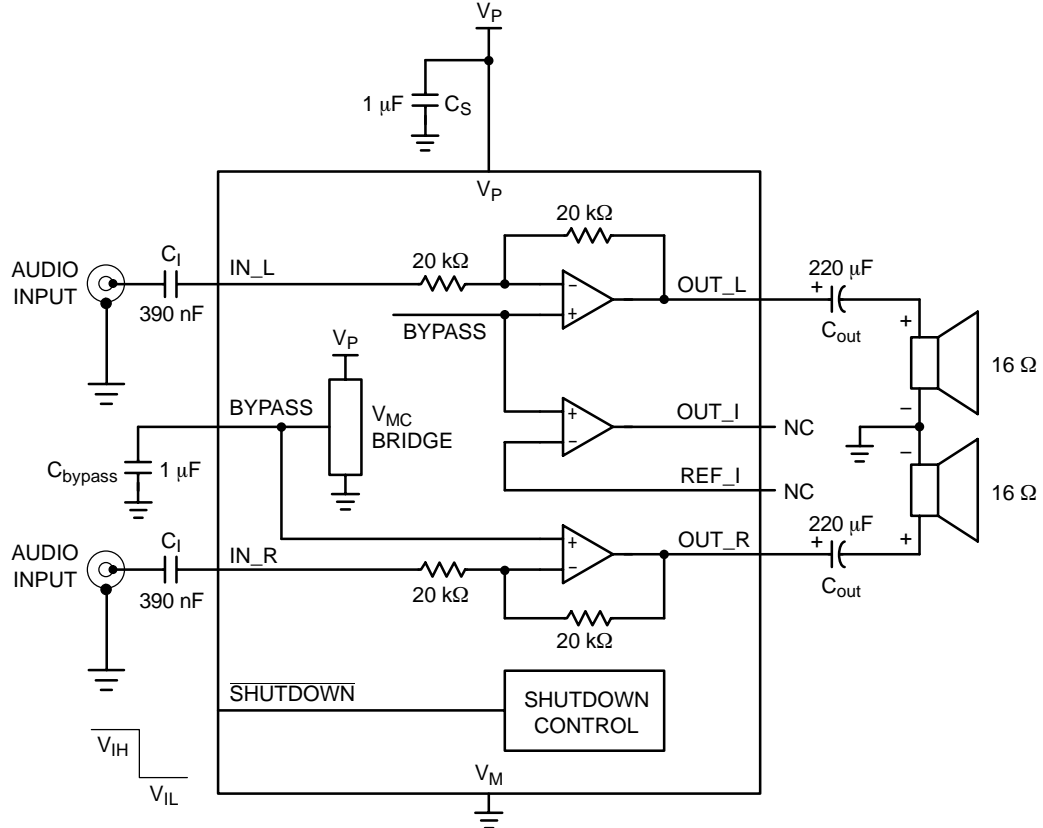 V_P
1 μF C_S
V_P
20 kΩ
C_I
AUDIO INPUT
390 nF
IN_L
20 kΩ
−
+
OUT_L
220 μF
+
C_out
+
16 Ω
−
BYPASS
V_P
BYPASS
V_MC BRIDGE
+
−
OUT_I
NC
REF_I
NC
C_bypass 1 μF
−
16 Ω
+
AUDIO INPUT
C_I
390 nF
IN_R
20 kΩ
+
−
OUT_R
220 μF
+
C_out
20 kΩ
SHUTDOWN
SHUTDOWN CONTROL
V_IH
V_IL
V_M